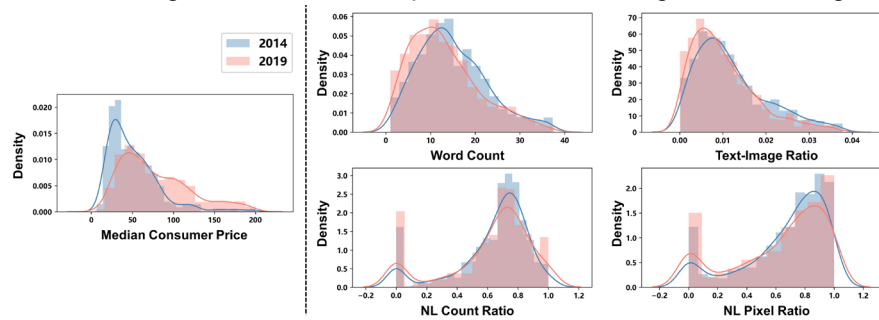 2014
2019
Density
0.020
0.015
0.010
0.005
0.000
0 50 100 150 200
Median Consumer Price
Density
0.06
0.05
0.04
0.03
0.02
0.01
0.00
0 10 20 30 40
Word Count
Density
70
60
50
40
30
20
10
0
0.00 0.01 0.02 0.03 0.04
Text-Image Ratio
Density
3.0
2.5
2.0
1.5
1.0
0.5
0.0
−0.2 0.0 0.2 0.4 0.6 0.8 1.0 1.2
NL Count Ratio
Density
2.0
1.5
1.0
0.5
0.0
−0.2 0.0 0.2 0.4 0.6 0.8 1.0 1.2
NL Pixel Ratio